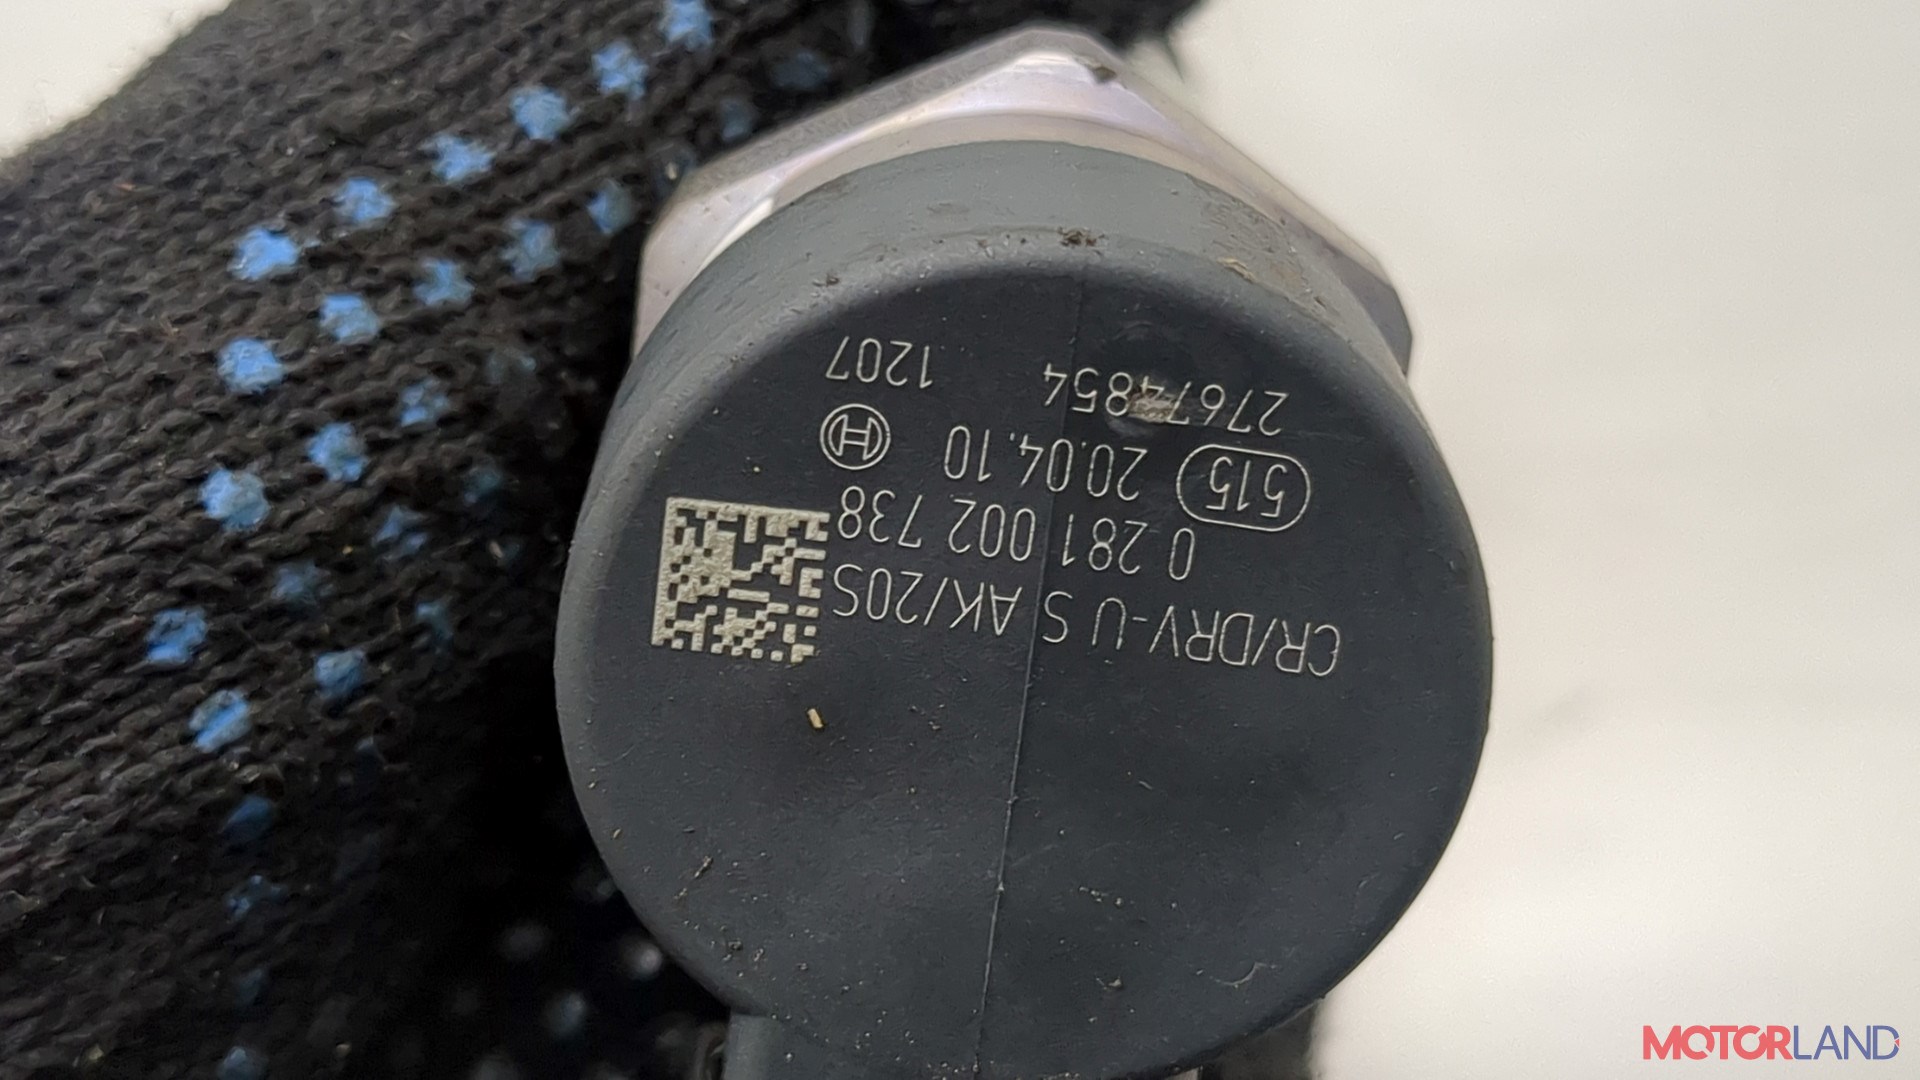 CR/DRV-U S AK/20S
0 281 002 738
515 20.04.10
27674854 1207
MOTORLAND